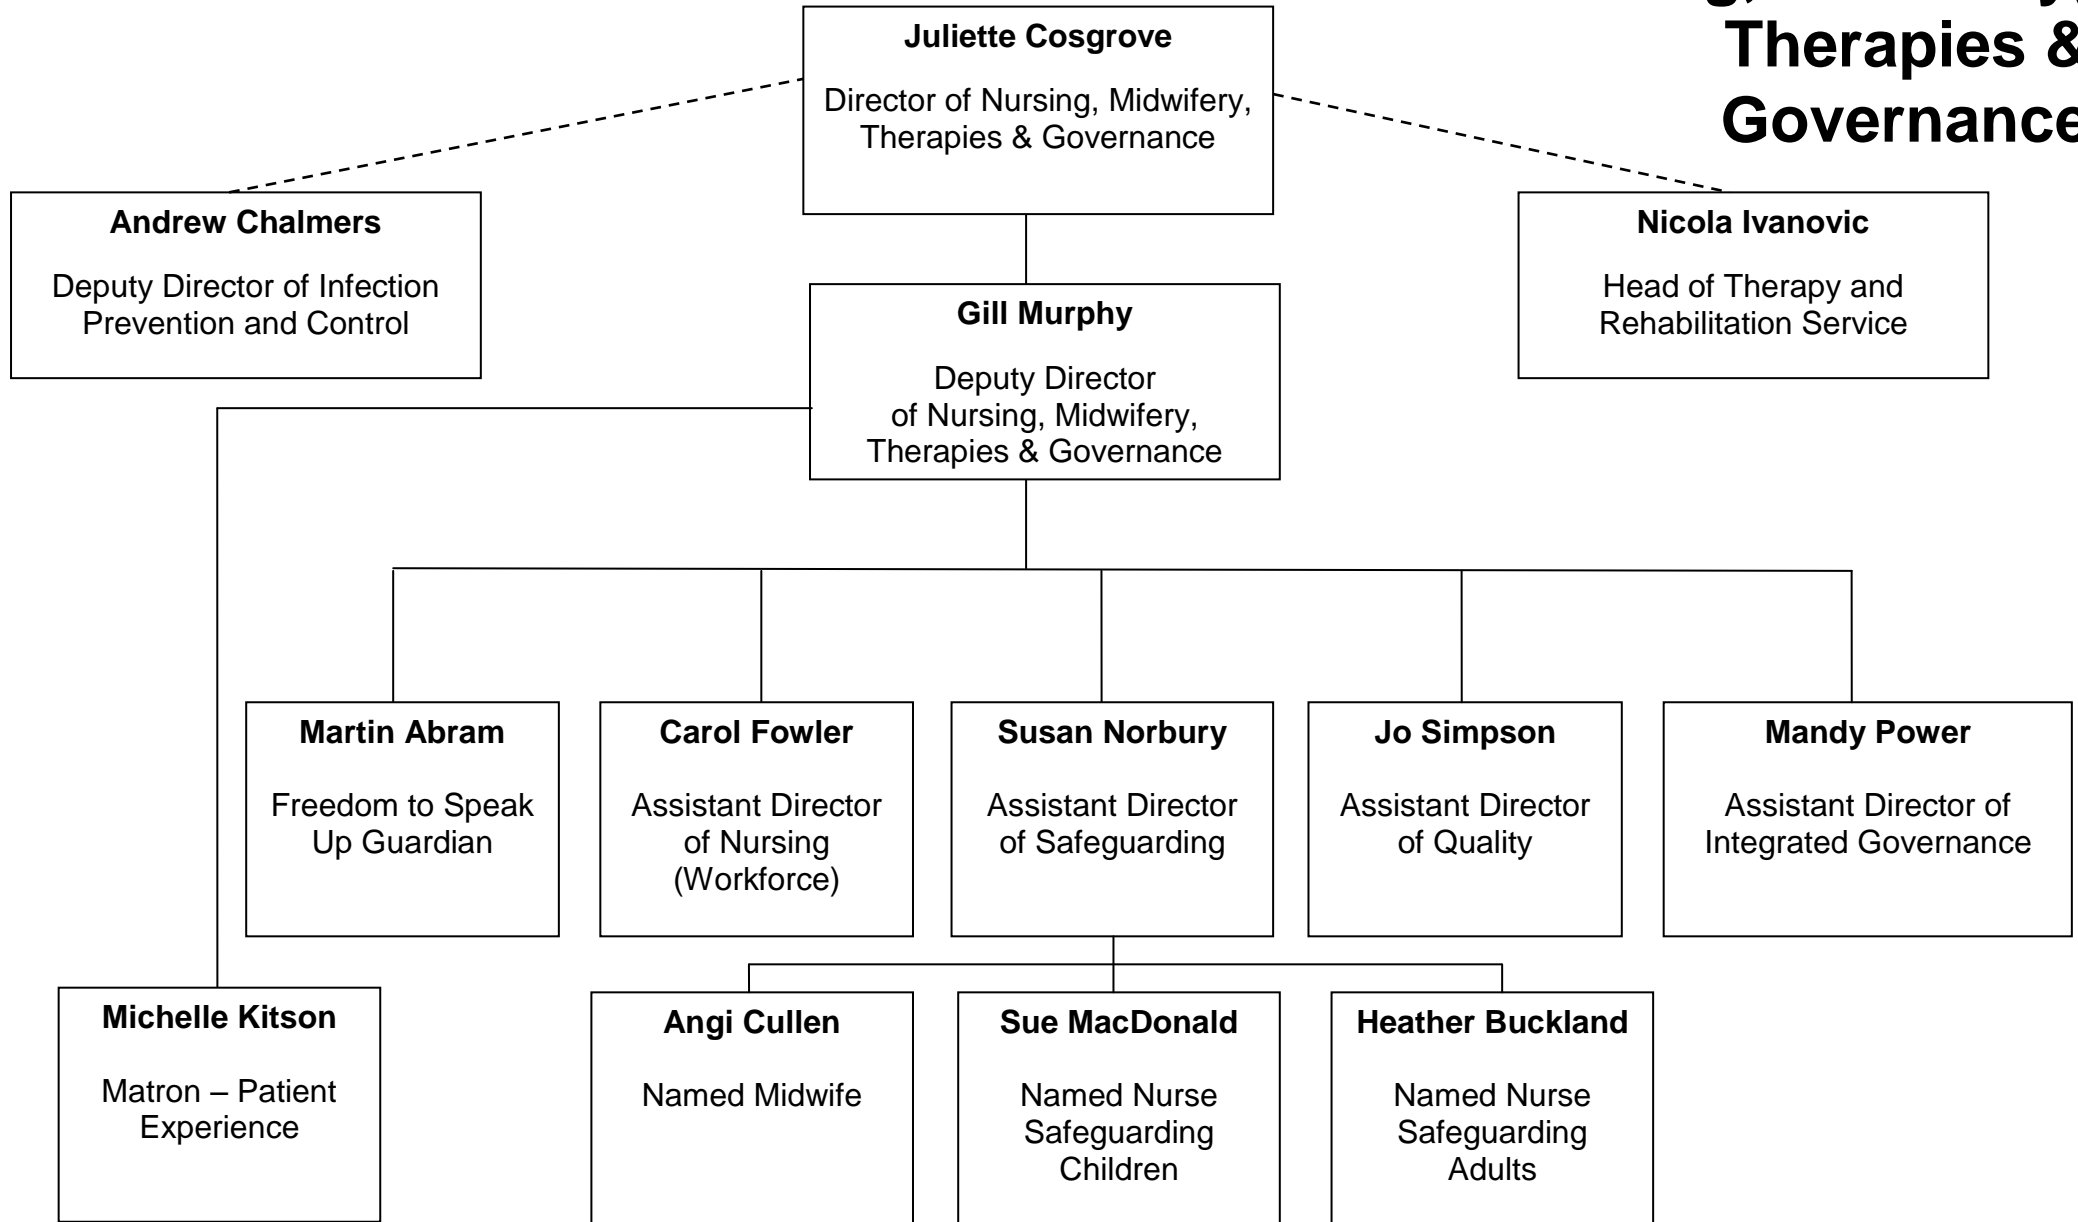 Therapies &
Governance
Juliette Cosgrove
Director of Nursing, Midwifery,
Therapies & Governance
Andrew Chalmers
Deputy Director of Infection
Prevention and Control
Nicola Ivanovic
Head of Therapy and
Rehabilitation Service
Gill Murphy
Deputy Director
of Nursing, Midwifery,
Therapies & Governance
Martin Abram
Freedom to Speak
Up Guardian
Carol Fowler
Assistant Director
of Nursing
(Workforce)
Susan Norbury
Assistant Director
of Safeguarding
Jo Simpson
Assistant Director
of Quality
Mandy Power
Assistant Director of
Integrated Governance
Michelle Kitson
Matron – Patient
Experience
Angi Cullen
Named Midwife
Sue MacDonald
Named Nurse
Safeguarding
Children
Heather Buckland
Named Nurse
Safeguarding
Adults